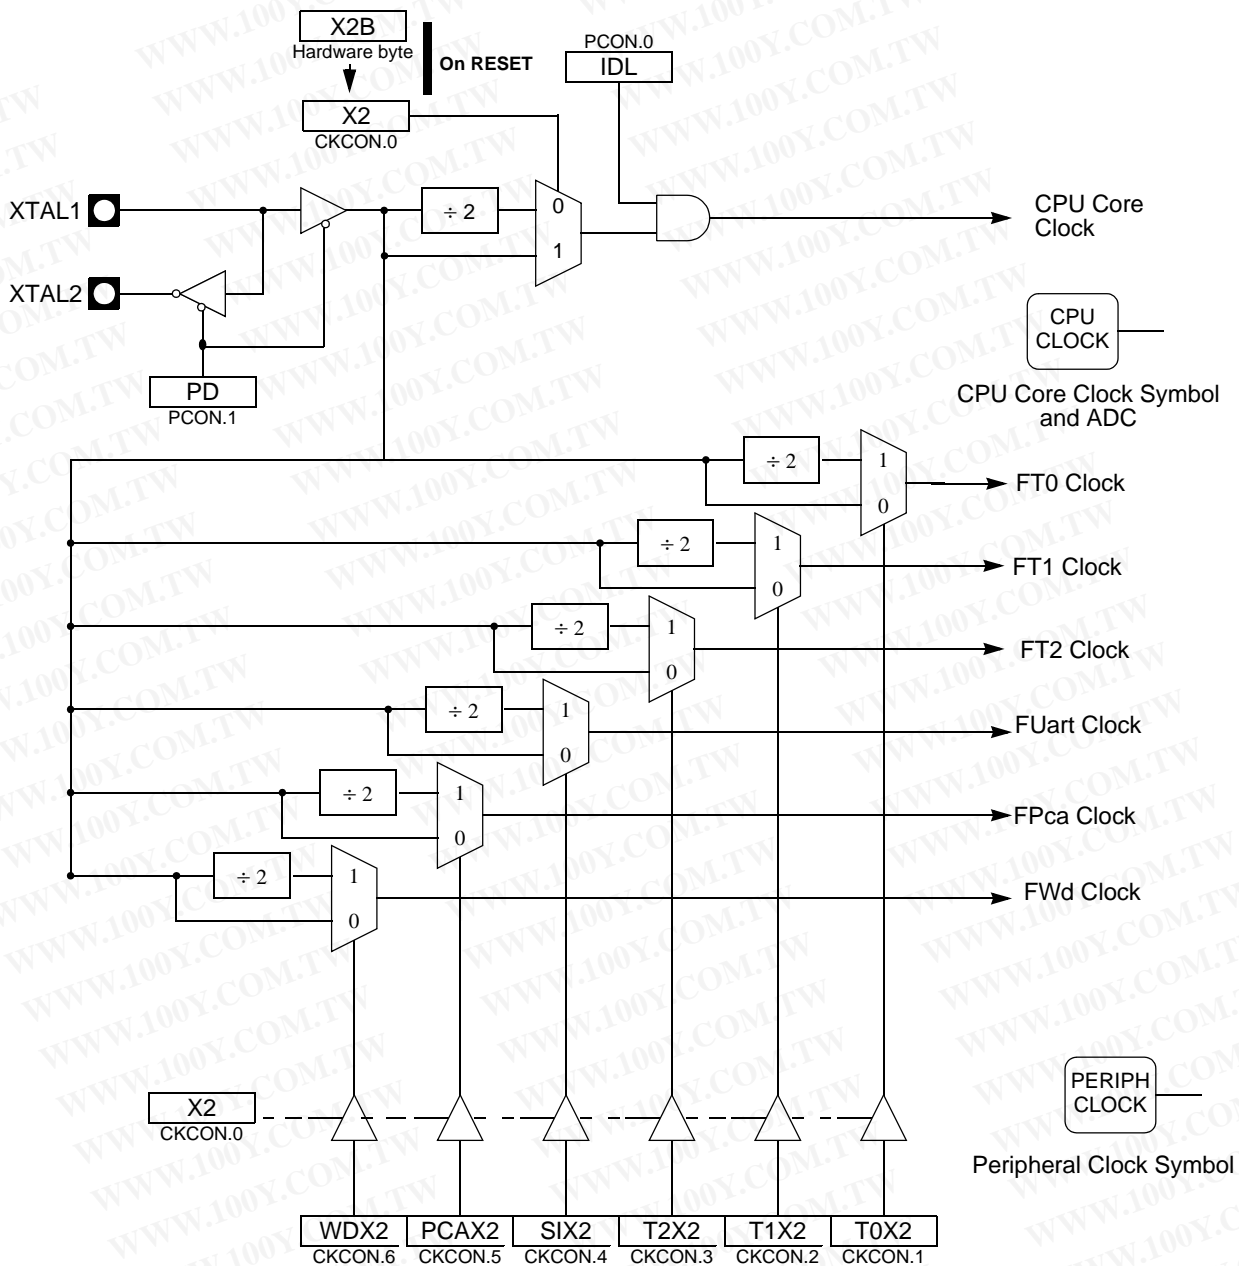 X2B
Hardware byte
On RESET
X2
CKCON.0
PCON.0
IDL
XTAL1
÷ 2
0
1
CPU Core
Clock
XTAL2
PD
PCON.1
CPU
CLOCK
CPU Core Clock Symbol
and ADC
÷ 2
1
0
FT0 Clock
÷ 2
1
0
FT1 Clock
÷ 2
1
0
FT2 Clock
÷ 2
1
0
FUart Clock
÷ 2
1
0
FPca Clock
÷ 2
1
0
FWd Clock
X2
CKCON.0
PERIPH
CLOCK
Peripheral Clock Symbol
WDX2
CKCON.6
PCAX2
CKCON.5
SIX2
CKCON.4
T2X2
CKCON.3
T1X2
CKCON.2
T0X2
CKCON.1
WWW.100Y.COM.TW